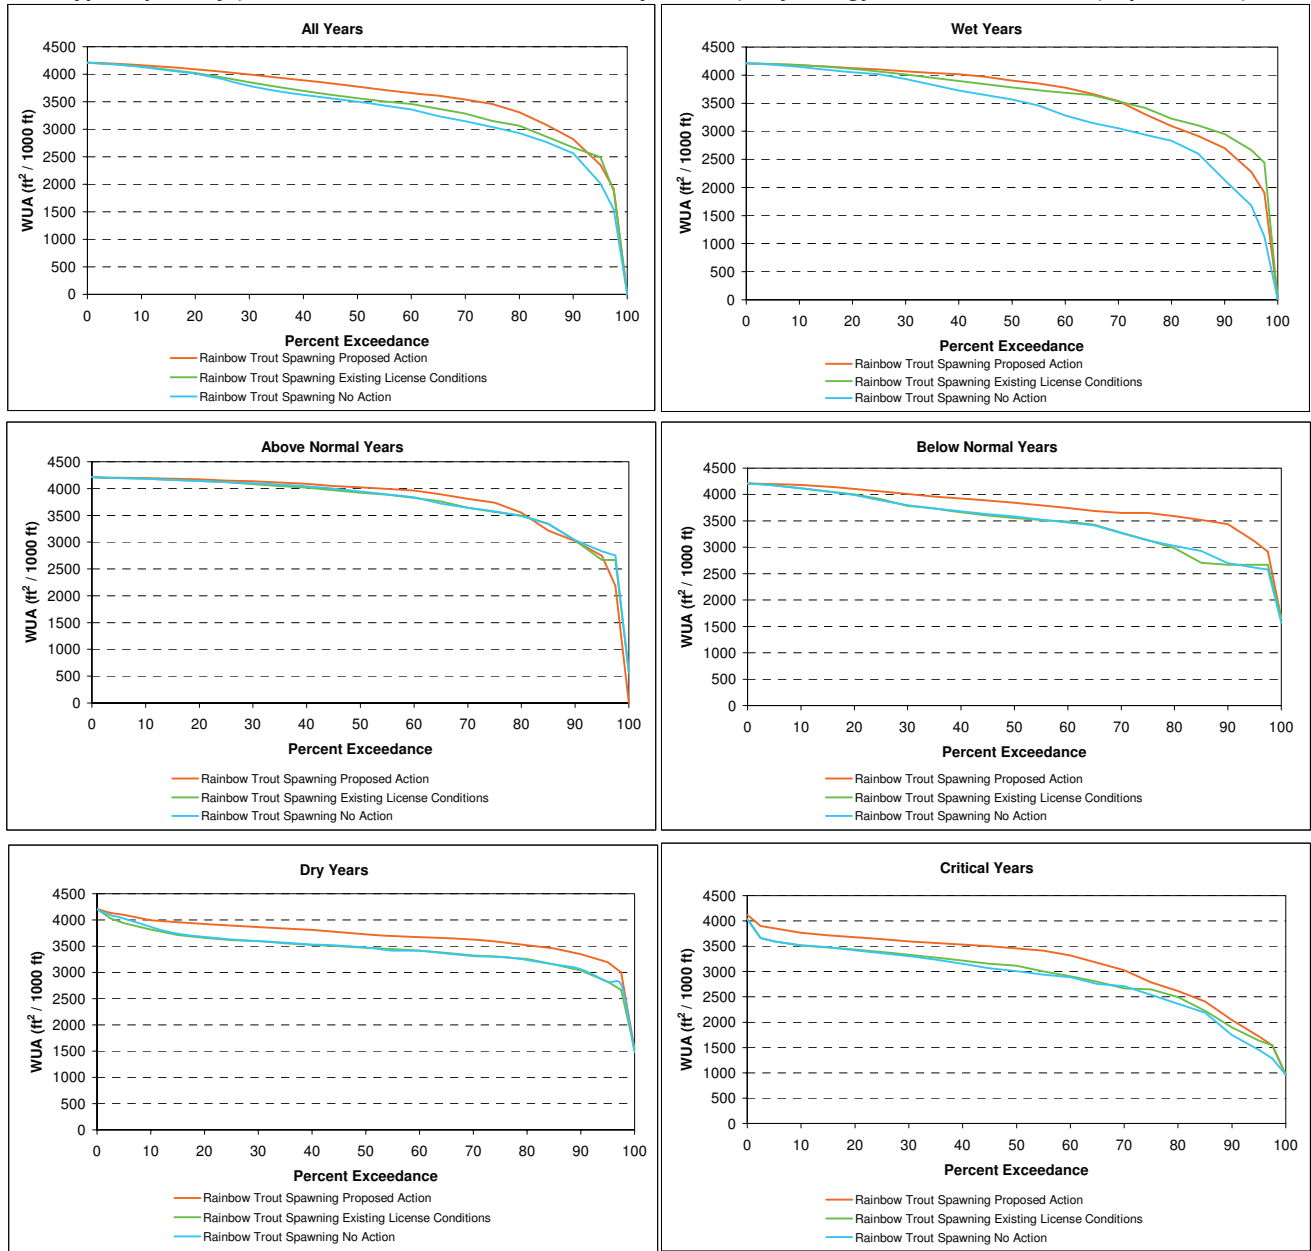 All Years
4500
4000
3500
3000
2500
2000
1500
1000
500
0
WUA (ft² / 1000 ft)
0 10 20 30 40 50 60 70 80 90 100
Percent Exceedance
Rainbow Trout Spawning Proposed Action
Rainbow Trout Spawning Existing License Conditions
Rainbow Trout Spawning No Action
Wet Years
4500
4000
3500
3000
2500
2000
1500
1000
500
0
WUA (ft² / 1000 ft)
0 10 20 30 40 50 60 70 80 90 100
Percent Exceedance
Rainbow Trout Spawning Proposed Action
Rainbow Trout Spawning Existing License Conditions
Rainbow Trout Spawning No Action
Above Normal Years
4500
4000
3500
3000
2500
2000
1500
1000
500
0
WUA (ft² / 1000 ft)
0 10 20 30 40 50 60 70 80 90 100
Percent Exceedance
Rainbow Trout Spawning Proposed Action
Rainbow Trout Spawning Existing License Conditions
Rainbow Trout Spawning No Action
Below Normal Years
4500
4000
3500
3000
2500
2000
1500
1000
500
0
WUA (ft² / 1000 ft)
0 10 20 30 40 50 60 70 80 90 100
Percent Exceedance
Rainbow Trout Spawning Proposed Action
Rainbow Trout Spawning Existing License Conditions
Rainbow Trout Spawning No Action
Dry Years
4500
4000
3500
3000
2500
2000
1500
1000
500
0
WUA (ft² / 1000 ft)
0 10 20 30 40 50 60 70 80 90 100
Percent Exceedance
Rainbow Trout Spawning Proposed Action
Rainbow Trout Spawning Existing License Conditions
Rainbow Trout Spawning No Action
Critical Years
4500
4000
3500
3000
2500
2000
1500
1000
500
0
WUA (ft² / 1000 ft)
0 10 20 30 40 50 60 70 80 90 100
Percent Exceedance
Rainbow Trout Spawning Proposed Action
Rainbow Trout Spawning Existing License Conditions
Rainbow Trout Spawning No Action